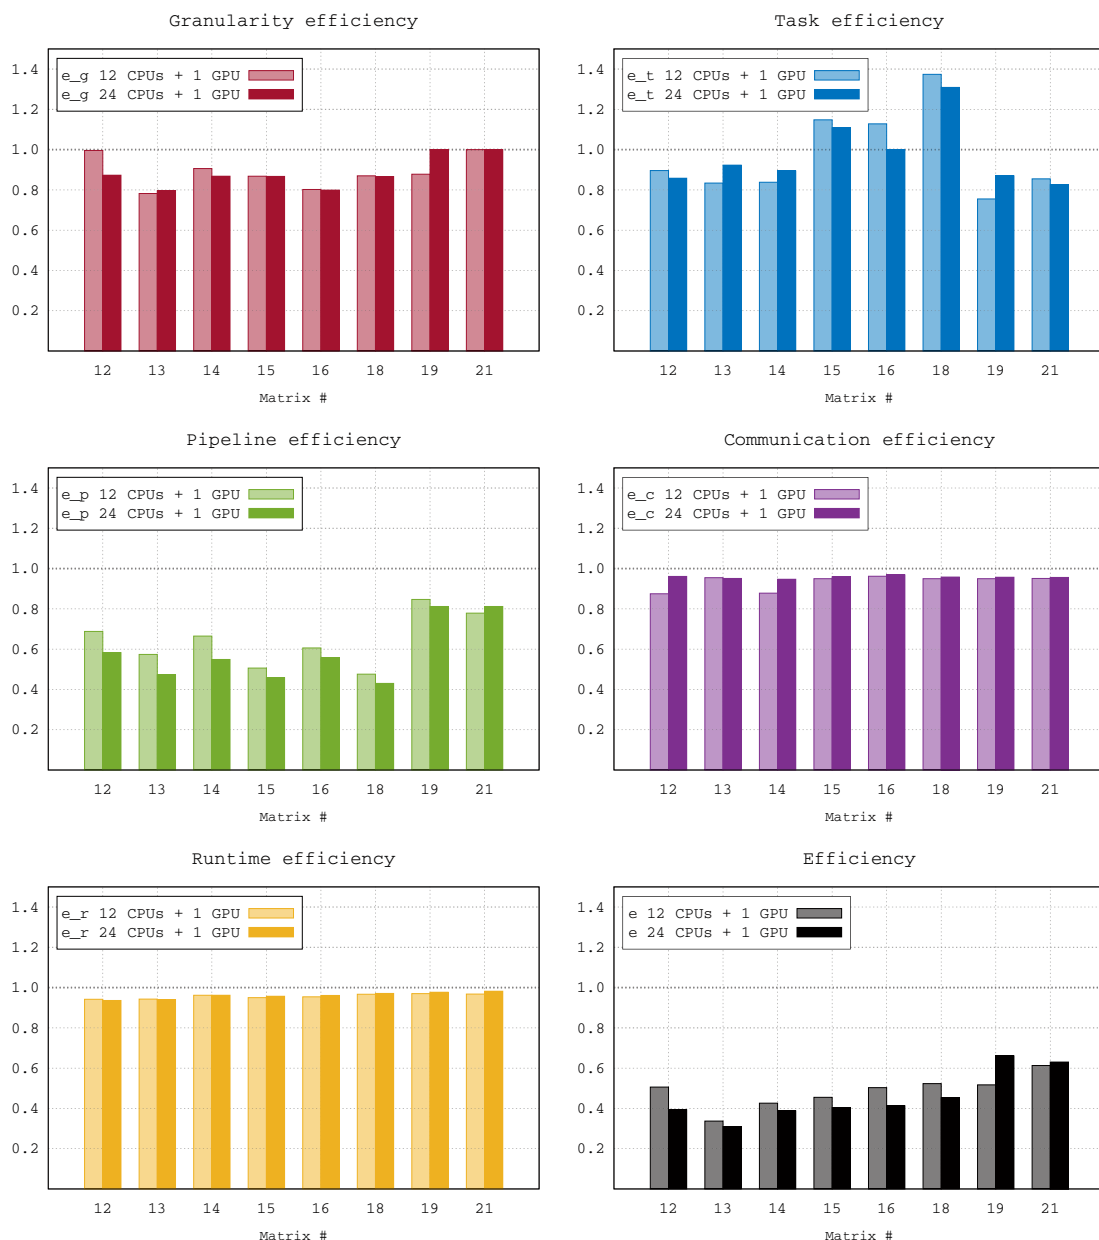 Granularity efficiency
e_g 12 CPUs + 1 GPU
e_g 24 CPUs + 1 GPU
1.4
1.2
1.0
0.8
0.6
0.4
0.2
12 13 14 15 16 18 19 21
Matrix #
Task efficiency
e_t 12 CPUs + 1 GPU
e_t 24 CPUs + 1 GPU
1.4
1.2
1.0
0.8
0.6
0.4
0.2
12 13 14 15 16 18 19 21
Matrix #
Pipeline efficiency
e_p 12 CPUs + 1 GPU
e_p 24 CPUs + 1 GPU
1.4
1.2
1.0
0.8
0.6
0.4
0.2
12 13 14 15 16 18 19 21
Matrix #
Communication efficiency
e_c 12 CPUs + 1 GPU
e_c 24 CPUs + 1 GPU
1.4
1.2
1.0
0.8
0.6
0.4
0.2
12 13 14 15 16 18 19 21
Matrix #
Runtime efficiency
e_r 12 CPUs + 1 GPU
e_r 24 CPUs + 1 GPU
1.4
1.2
1.0
0.8
0.6
0.4
0.2
12 13 14 15 16 18 19 21
Matrix #
Efficiency
e 12 CPUs + 1 GPU
e 24 CPUs + 1 GPU
1.4
1.2
1.0
0.8
0.6
0.4
0.2
12 13 14 15 16 18 19 21
Matrix #